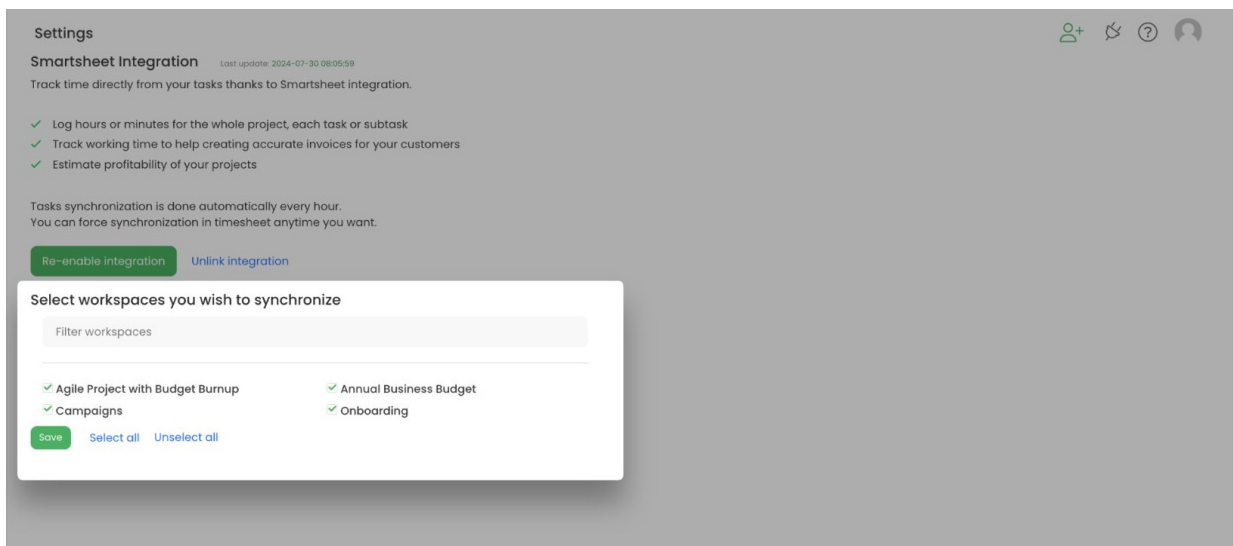 Settings
Smartsheet Integration Last update: 2024-07-30 08:05:59
Track time directly from your tasks thanks to Smartsheet integration.
Log hours or minutes for the whole project, each task or subtask
Track working time to help creating accurate invoices for your customers
Estimate profitability of your projects
Tasks synchronization is done automatically every hour.
You can force synchronization in timesheet anytime you want.
Re-enable integration Unlink integration
Select workspaces you wish to synchronize
Filter workspaces
Agile Project with Budget Burnup Annual Business Budget
Campaigns Onboarding
Save Select all Unselect all